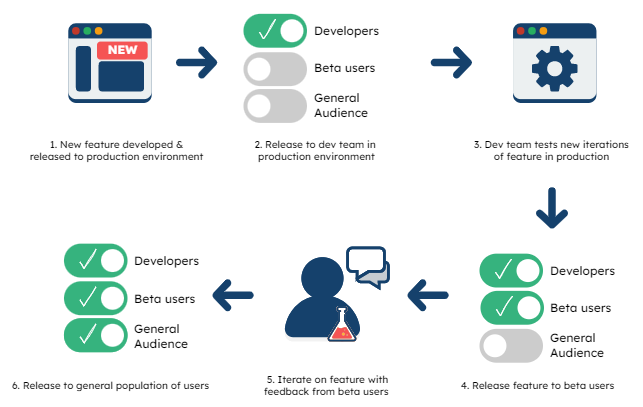 NEW
Developers
Beta users
General
Audience
1. New feature developed &
released to production environment
2. Release to dev team in
production environment
3. Dev team tests new iterations
of feature in production
Developers
Beta users
General
Audience
4. Release feature to beta users
5. Iterate on feature with
feedback from beta users
Developers
Beta users
General
Audience
6. Release to general population of users